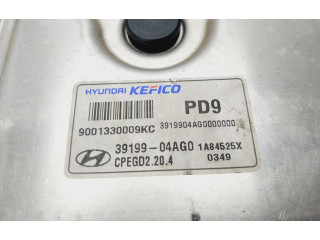 HYUNDAI KEFICO
PD9
9001330009KC
3919904AG0000000
39199-04AG0 1A84525X
CPEGD2.20.4 0349